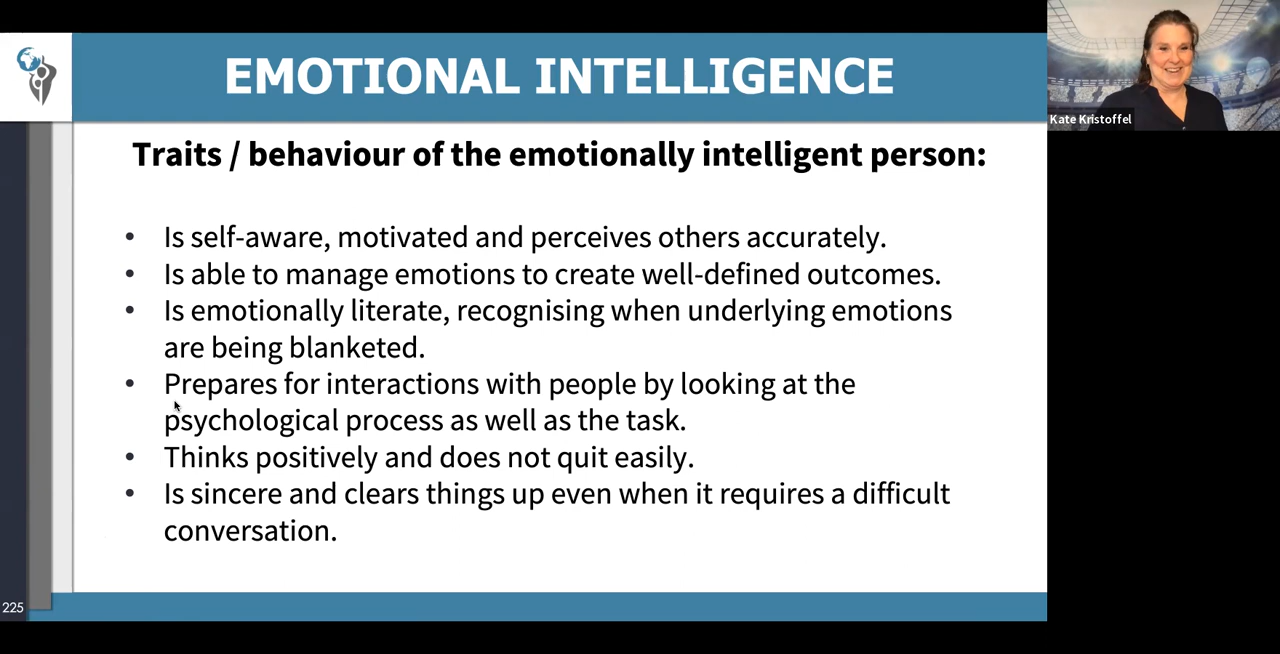 EMOTIONAL INTELLIGENCE
Kate Kristoffel
Traits / behaviour of the emotionally intelligent person:
• Is self-aware, motivated and perceives others accurately.
• Is able to manage emotions to create well-defined outcomes.
• Is emotionally literate, recognising when underlying emotions
are being blanketed.
• Prepares for interactions with people by looking at the
psychological process as well as the task.
• Thinks positively and does not quit easily.
• Is sincere and clears things up even when it requires a difficult
conversation.
225